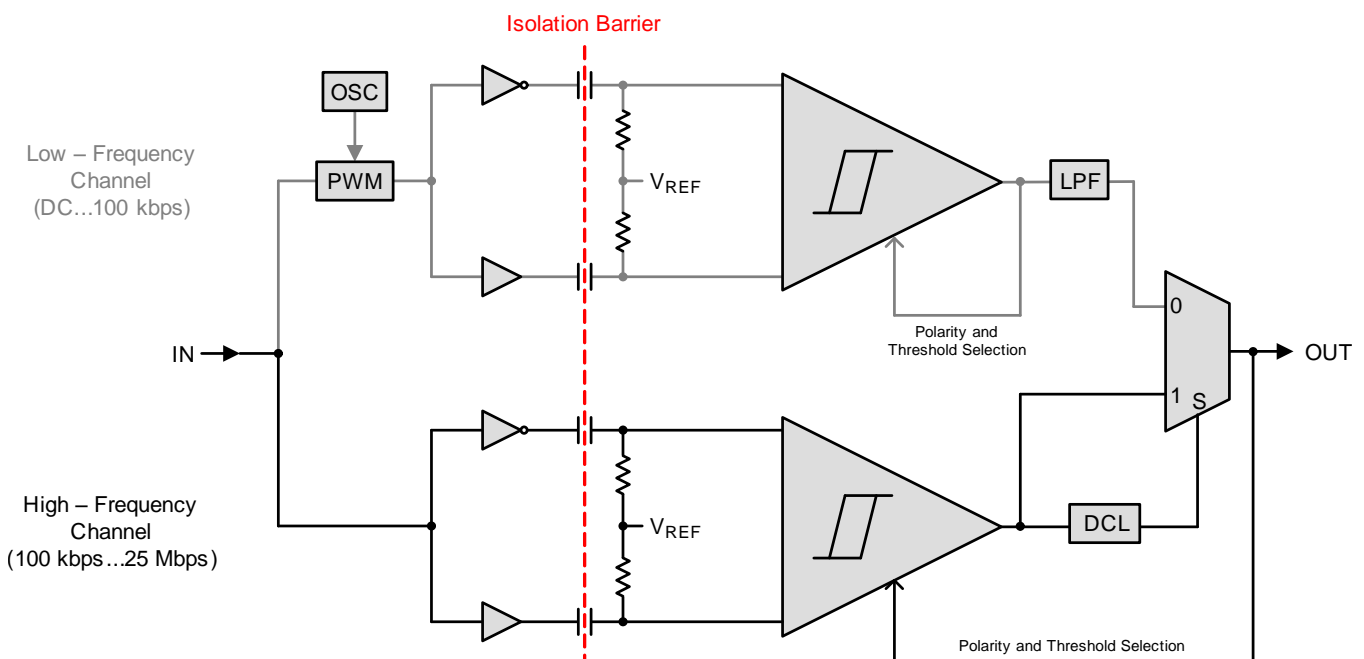 Isolation Barrier
OSC
Low – Frequency
Channel
(DC...100 kbps)
PWM
VREF
LPF
0
Polarity and
Threshold Selection
IN
OUT
1
S
High – Frequency
Channel
(100 kbps...25 Mbps)
VREF
DCL
Polarity and Threshold Selection